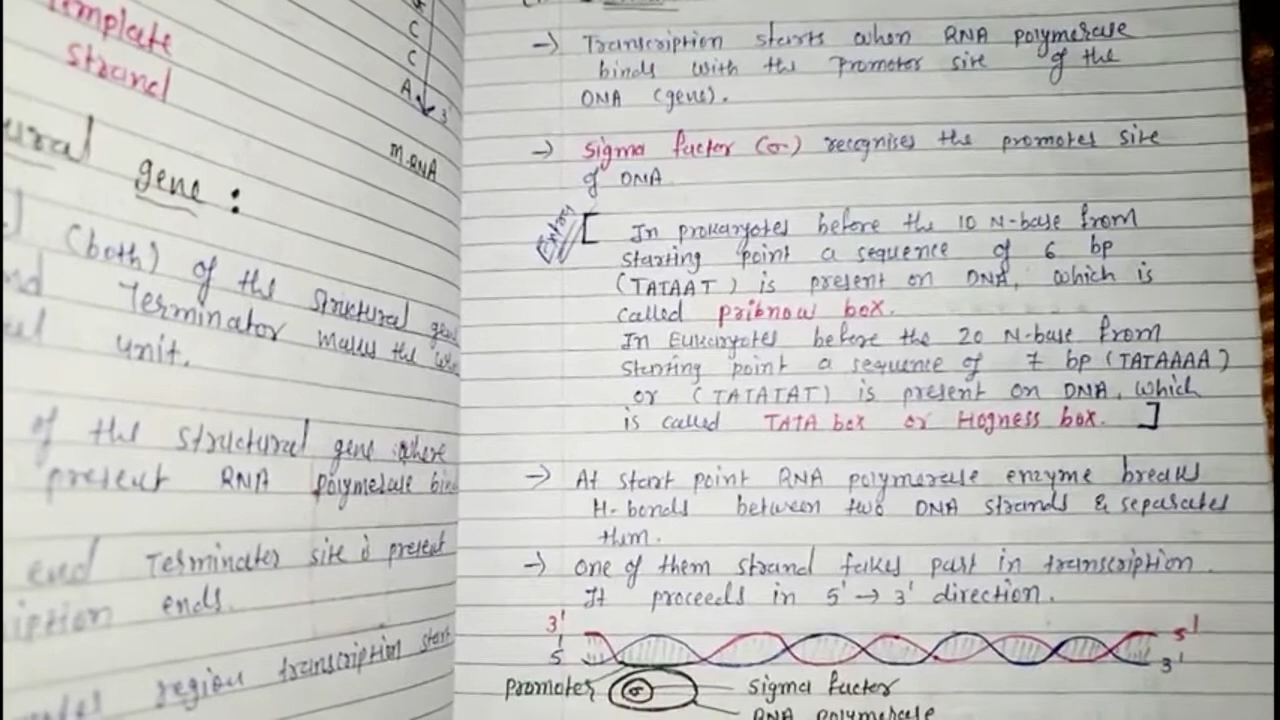 Template
strand
C
C
A
3'
m-RNA
gene :
(both) of the structural
Terminator makes the
unit.
of the structural gene where
present RNA polymerase
end Terminater site is present
ends.
region transcription start
→ Transcription starts when RNA polymerase
binds with the promoter site of the
DNA (gene).
→ Sigma factor (σ) recognises the promotes site
of DNA
Extra
[ In prokaryotes before the 10 N-base from
starting point a sequence of 6 bp
(TATAAT) is present on DNA, which is
called pribnow box.
In Eukaryotes before the 20 N-base from
starting point a sequence of 7 bp (TATAAAA)
or (TATATAT) is present on DNA, which
is called TATA box or Hogness box. ]
→ At start point RNA polymerase enzyme breaks
H-bonds between two DNA strands & separates
them.
→ one of them strand takes part in transcription.
It proceeds in 5' → 3' direction.
3' 5'
5' 3'
promoter σ sigma factor
RNA polymerase